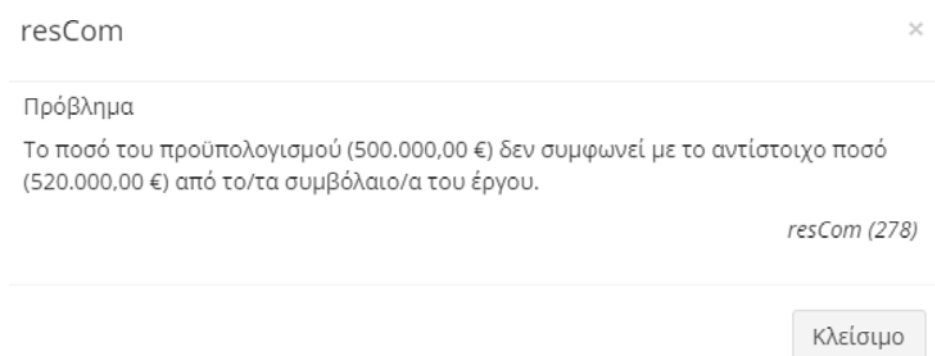 resCom
×
Πρόβλημα
Το ποσό του προϋπολογισμού (500.000,00 €) δεν συμφωνεί με το αντίστοιχο ποσό
(520.000,00 €) από το/τα συμβόλαιο/α του έργου.
resCom (278)
Κλείσιμο